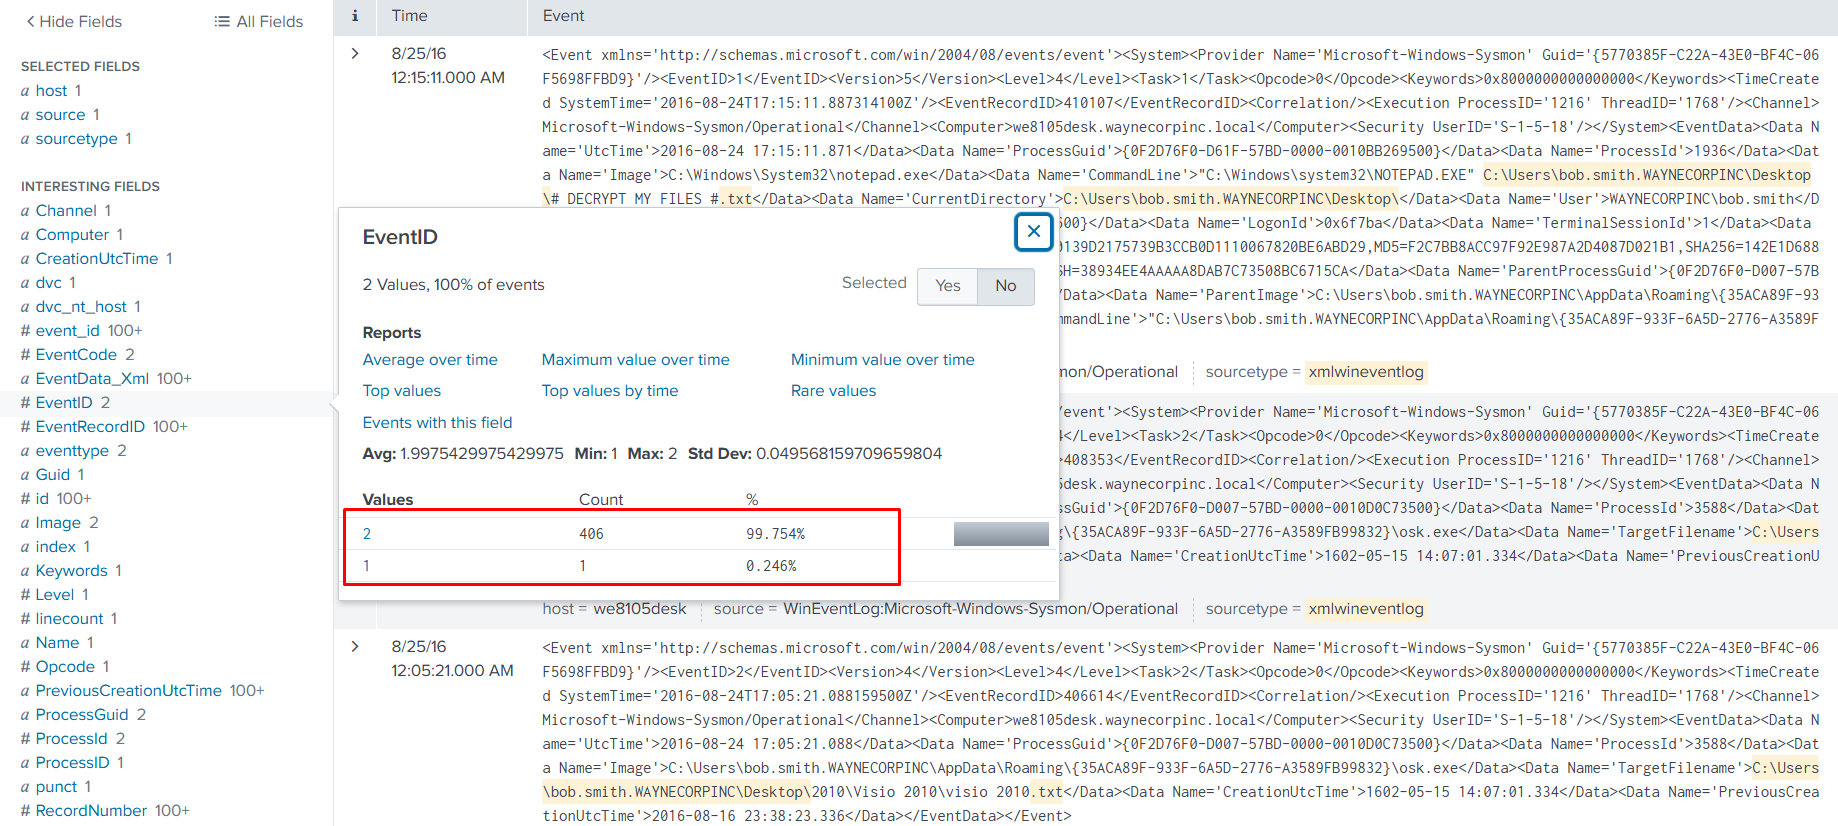 Hide Fields
All Fields
SELECTED FIELDS
a host 1
a source 1
a sourcetype 1
INTERESTING FIELDS
a Channel 1
a Computer 1
a CreationUtcTime 1
a dvc 1
a dvc_nt_host 1
# event_id 100+
# EventCode 2
a EventData_Xml 100+
# EventID 2
# EventRecordID 100+
a eventtype 2
a Guid 1
# id 100+
a Image 2
a index 1
a Keywords 1
# Level 1
# linecount 1
a Name 1
# Opcode 1
a PreviousCreationUtcTime 100+
a ProcessGuid 2
# ProcessId 2
a ProcessID 1
a punct 1
# RecordNumber 100+
i Time Event
8/25/16
12:15:11.000 AM
<Event xmlns='http://schemas.microsoft.com/win/2004/08/events/event'><System><Provider Name='Microsoft-Windows-Sysmon' Guid='{5770385F-C22A-43E0-BF4C-06
F5698FFBD9}'/><EventID>1</EventID><Version>5</Version><Level>4</Level><Task>1</Task><Opcode>0</Opcode><Keywords>0x8000000000000000</Keywords><TimeCreate
d SystemTime='2016-08-24T17:15:11.887314100Z'/><EventRecordID>410107</EventRecordID><Correlation/><Execution ProcessID='1216' ThreadID='1768'/><Channel>
Microsoft-Windows-Sysmon/Operational</Channel><Computer>we8105desk.waynecorpinc.local</Computer><Security UserID='S-1-5-18'/></System><EventData><Data N
ame='UtcTime'>2016-08-24 17:15:11.871</Data><Data Name='ProcessGuid'>{0F2D76F0-D61F-57BD-0000-0010BB269500}</Data><Data Name='ProcessId'>1936</Data><Dat
a Name='Image'>C:\Windows\System32\notepad.exe</Data><Data Name='CommandLine'>"C:\Windows\system32\NOTEPAD.EXE" C:\Users\bob.smith.WAYNECORPINC\Desktop
\# DECRYPT MY FILES #.txt</Data><Data Name='CurrentDirectory'>C:\Users\bob.smith.WAYNECORPINC\Desktop\</Data><Data Name='User'>WAYNECORPINC\bob.smith</D
500}</Data><Data Name='LogonId'>0x6f7ba</Data><Data Name='TerminalSessionId'>1</Data><Data
0139D2175739B3CCB0D1110067820BE6ABD29,MD5=F2C7BB8ACC97F92E987A2D4087D021B1,SHA256=142E1D688
SH=38934EE4AAAAA8DAB7C73508BC6715CA</Data><Data Name='ParentProcessGuid'>{0F2D76F0-D007-57B
/Data><Data Name='ParentImage'>C:\Users\bob.smith.WAYNECORPINC\AppData\Roaming\{35ACA89F-93
mandLine'>"C:\Users\bob.smith.WAYNECORPINC\AppData\Roaming\{35ACA89F-933F-6A5D-2776-A3589F
mon/Operational sourcetype = xmlwineventlog
EventID
2 Values, 100% of events
Selected Yes No
Reports
Average over time Maximum value over time Minimum value over time
Top values Top values by time Rare values
Events with this field
Avg: 1.9975429975429975 Min: 1 Max: 2 Std Dev: 0.049568159709659804
Values Count %
2 406 99.754%
1 1 0.246%
/event'><System><Provider Name='Microsoft-Windows-Sysmon' Guid='{5770385F-C22A-43E0-BF4C-06
4</Level><Task>2</Task><Opcode>0</Opcode><Keywords>0x8000000000000000</Keywords><TimeCreate
>408353</EventRecordID><Correlation/><Execution ProcessID='1216' ThreadID='1768'/><Channel>
5desk.waynecorpinc.local</Computer><Security UserID='S-1-5-18'/></System><EventData><Data N
Guid'>{0F2D76F0-D007-57BD-0000-0010D0C73500}</Data><Data Name='ProcessId'>3588</Data><Dat
g\{35ACA89F-933F-6A5D-2776-A3589FB99832}\osk.exe</Data><Data Name='TargetFilename'>C:\Users
<Data Name='CreationUtcTime'>1602-05-15 14:07:01.334</Data><Data Name='PreviousCreationU
host = we8105desk source = WinEventLog:Microsoft-Windows-Sysmon/Operational sourcetype = xmlwineventlog
8/25/16
12:05:21.000 AM
<Event xmlns='http://schemas.microsoft.com/win/2004/08/events/event'><System><Provider Name='Microsoft-Windows-Sysmon' Guid='{5770385F-C22A-43E0-BF4C-06
F5698FFBD9}'/><EventID>2</EventID><Version>4</Version><Level>4</Level><Task>2</Task><Opcode>0</Opcode><Keywords>0x8000000000000000</Keywords><TimeCreate
d SystemTime='2016-08-24T17:05:21.088159500Z'/><EventRecordID>406614</EventRecordID><Correlation/><Execution ProcessID='1216' ThreadID='1768'/><Channel>
Microsoft-Windows-Sysmon/Operational</Channel><Computer>we8105desk.waynecorpinc.local</Computer><Security UserID='S-1-5-18'/></System><EventData><Data N
ame='UtcTime'>2016-08-24 17:05:21.088</Data><Data Name='ProcessGuid'>{0F2D76F0-D007-57BD-0000-0010D0C73500}</Data><Data Name='ProcessId'>3588</Data><Dat
a Name='Image'>C:\Users\bob.smith.WAYNECORPINC\AppData\Roaming\{35ACA89F-933F-6A5D-2776-A3589FB99832}\osk.exe</Data><Data Name='TargetFilename'>C:\Users
\bob.smith.WAYNECORPINC\Desktop\2010\Visio 2010\visio 2010.txt</Data><Data Name='CreationUtcTime'>1602-05-15 14:07:01.334</Data><Data Name='PreviousCrea
tionUtcTime'>2016-08-16 23:38:23.336</Data></EventData></Event>